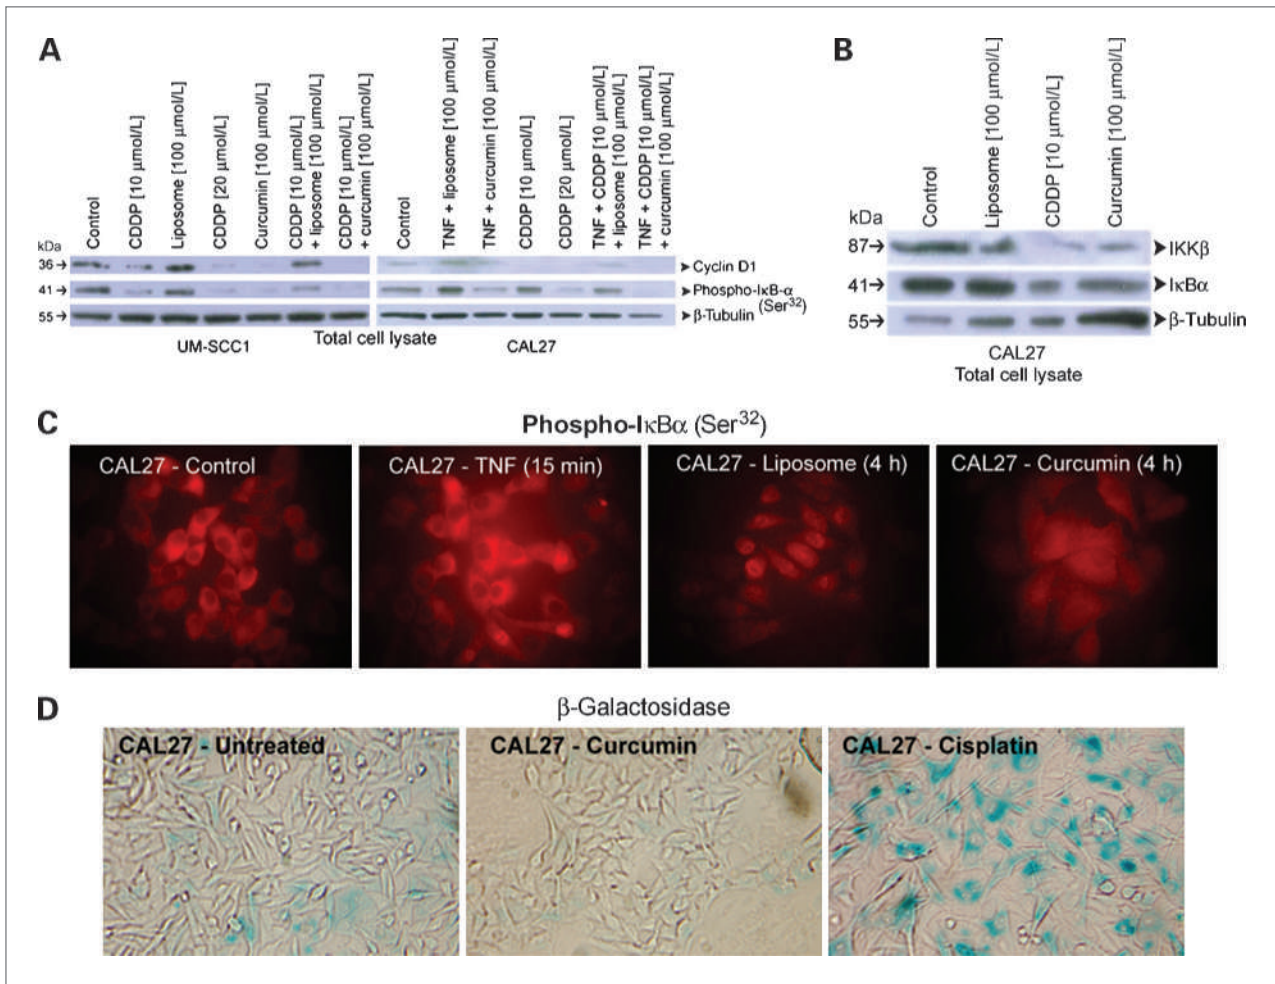 A
Control
CDDP [10 μmol/L]
Liposome [100 μmol/L]
CDDP [20 μmol/L]
Curcumin [100 μmol/L]
CDDP [10 μmol/L]
+ liposome [100 μmol/L]
CDDP [10 μmol/L]
+ curcumin [100 μmol/L]
Control
TNF + liposome [100 μmol/L]
TNF + curcumin [100 μmol/L]
CDDP [10 μmol/L]
CDDP [20 μmol/L]
TNF + CDDP [10 μmol/L]
+ liposome [100 μmol/L]
TNF + CDDP [10 μmol/L]
+ curcumin [100 μmol/L]
kDa
36→
41→
55→
➤Cyclin D1
➤Phospho-IκB-α
(Ser³²)
➤β-Tubulin
UM-SCC1
Total cell lysate
CAL27
B
Control
Liposome [100 μmol/L]
CDDP [10 μmol/L]
Curcumin [100 μmol/L]
kDa
87→
41→
55→
➤IKKβ
➤IκBα
➤β-Tubulin
CAL27
Total cell lysate
C
Phospho-IκBα (Ser³²)
CAL27 - Control
CAL27 - TNF (15 min)
CAL27 - Liposome (4 h)
CAL27 - Curcumin (4 h)
D
β-Galactosidase
CAL27 - Untreated
CAL27 - Curcumin
CAL27 - Cisplatin